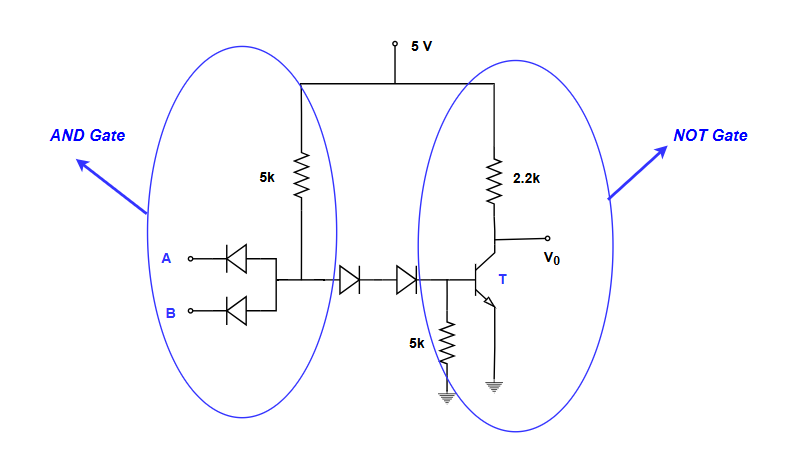 5 V
AND Gate
NOT Gate
5k
2.2k
A
V0
T
B
5k